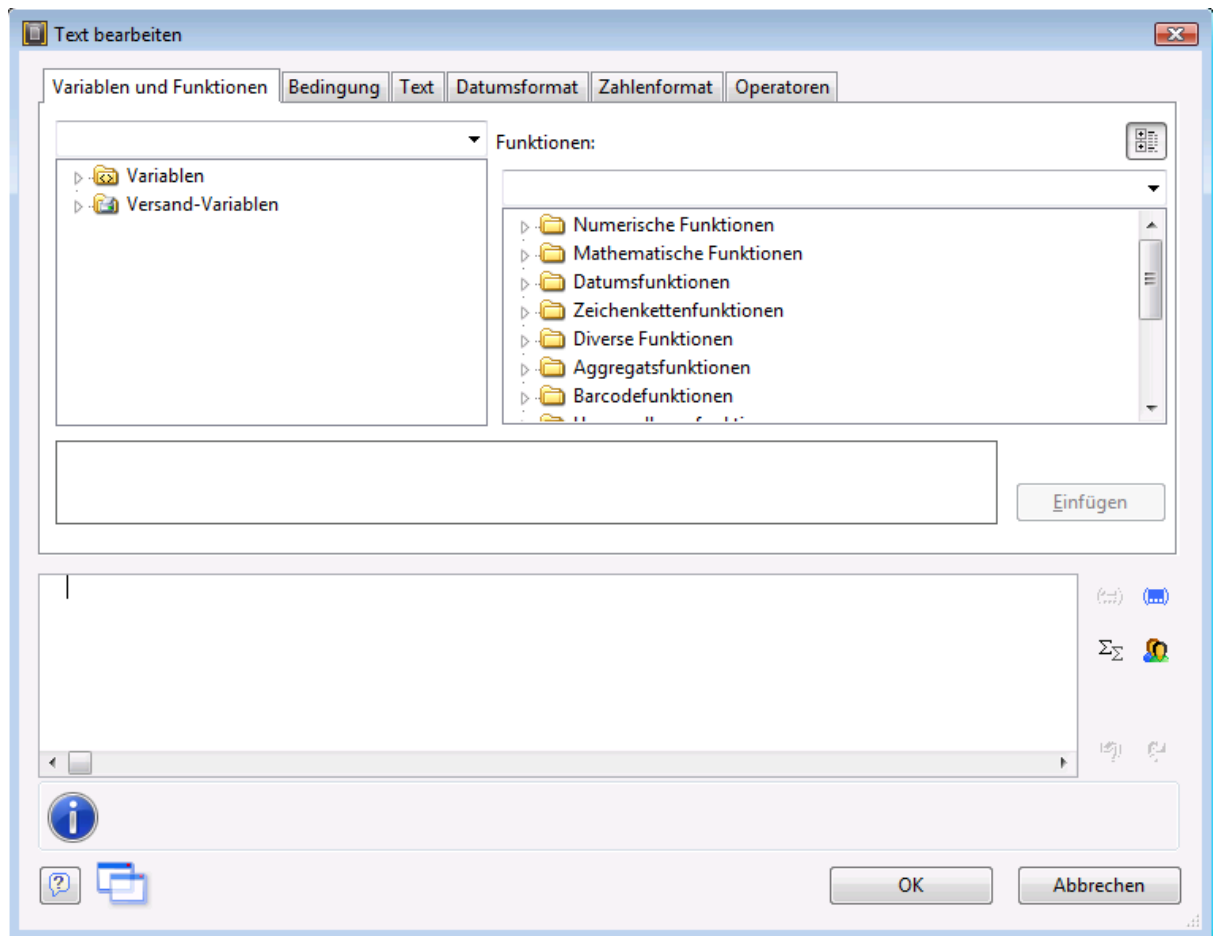 Text bearbeiten
Variablen und Funktionen Bedingung Text Datumsformat Zahlenformat Operatoren
Funktionen:
Variablen
Versand-Variablen
Numerische Funktionen
Mathematische Funktionen
Datumsfunktionen
Zeichenkettenfunktionen
Diverse Funktionen
Aggregatsfunktionen
Barcodefunktionen
Einfügen
OK Abbrechen